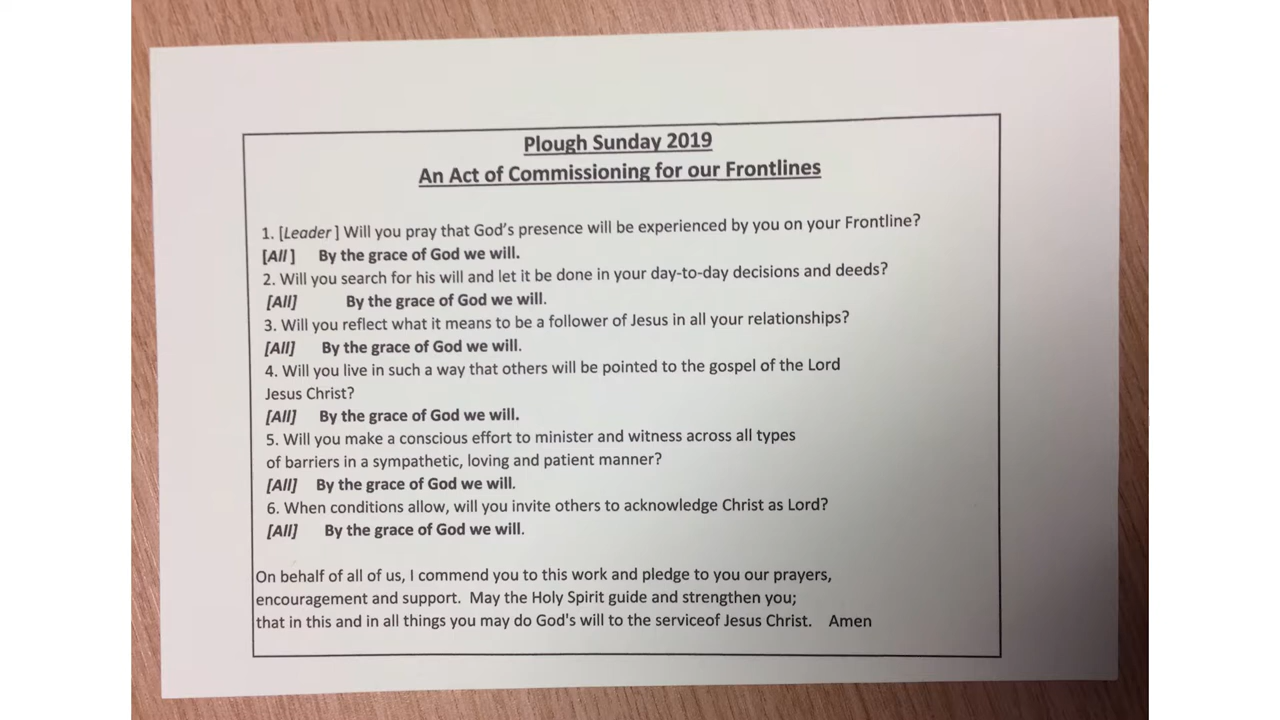 Plough Sunday 2019
An Act of Commissioning for our Frontlines
1. [Leader ] Will you pray that God’s presence will be experienced by you on your Frontline?
[All ] By the grace of God we will.
2. Will you search for his will and let it be done in your day-to-day decisions and deeds?
[All] By the grace of God we will.
3. Will you reflect what it means to be a follower of Jesus in all your relationships?
[All] By the grace of God we will.
4. Will you live in such a way that others will be pointed to the gospel of the Lord
Jesus Christ?
[All] By the grace of God we will.
5. Will you make a conscious effort to minister and witness across all types
of barriers in a sympathetic, loving and patient manner?
[All] By the grace of God we will.
6. When conditions allow, will you invite others to acknowledge Christ as Lord?
[All] By the grace of God we will.
On behalf of all of us, I commend you to this work and pledge to you our prayers,
encouragement and support. May the Holy Spirit guide and strengthen you;
that in this and in all things you may do God's will to the serviceof Jesus Christ. Amen